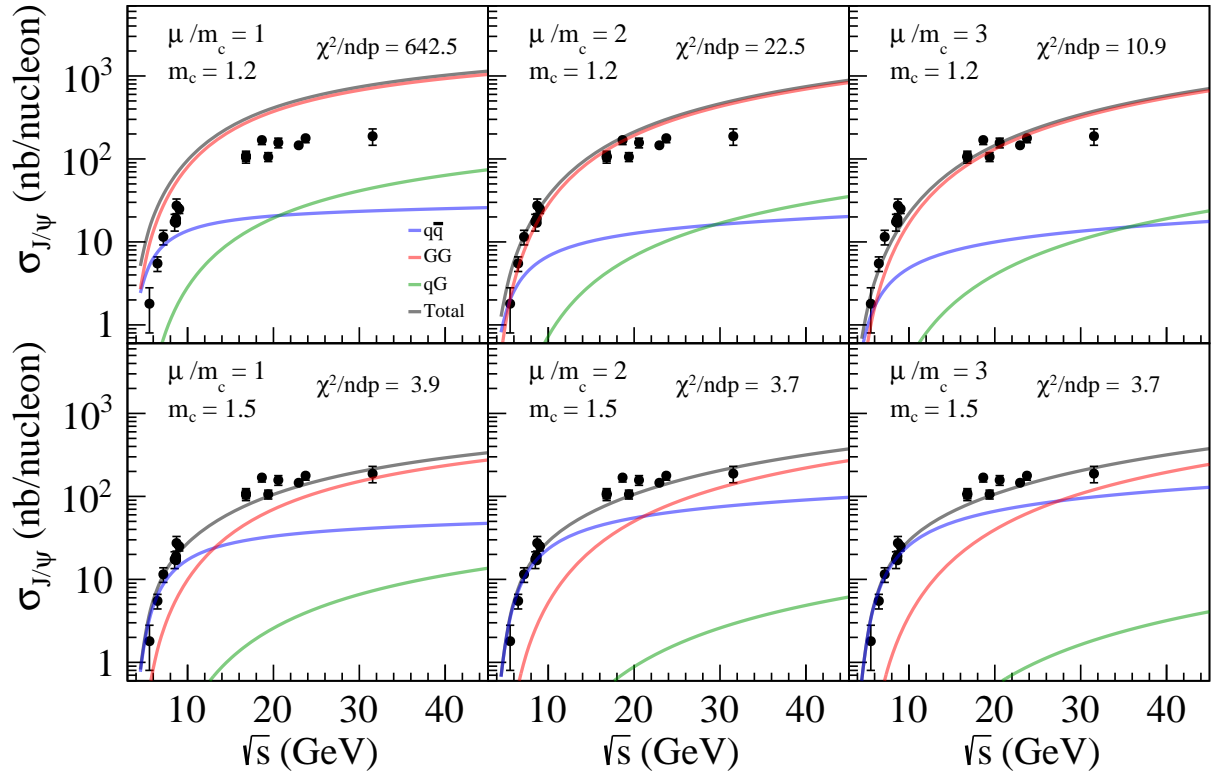 μ/m_c = 1
m_c = 1.2
χ²/ndp = 642.5
μ/m_c = 2
m_c = 1.2
χ²/ndp = 22.5
μ/m_c = 3
m_c = 1.2
χ²/ndp = 10.9
10³
10²
10
1
σ_J/ψ (nb/nucleon)
qq̅
GG
qG
Total
μ/m_c = 1
m_c = 1.5
χ²/ndp = 3.9
μ/m_c = 2
m_c = 1.5
χ²/ndp = 3.7
μ/m_c = 3
m_c = 1.5
χ²/ndp = 3.7
10³
10²
10
1
σ_J/ψ (nb/nucleon)
10 20 30 40
10 20 30 40
10 20 30 40
√s (GeV)
√s (GeV)
√s (GeV)